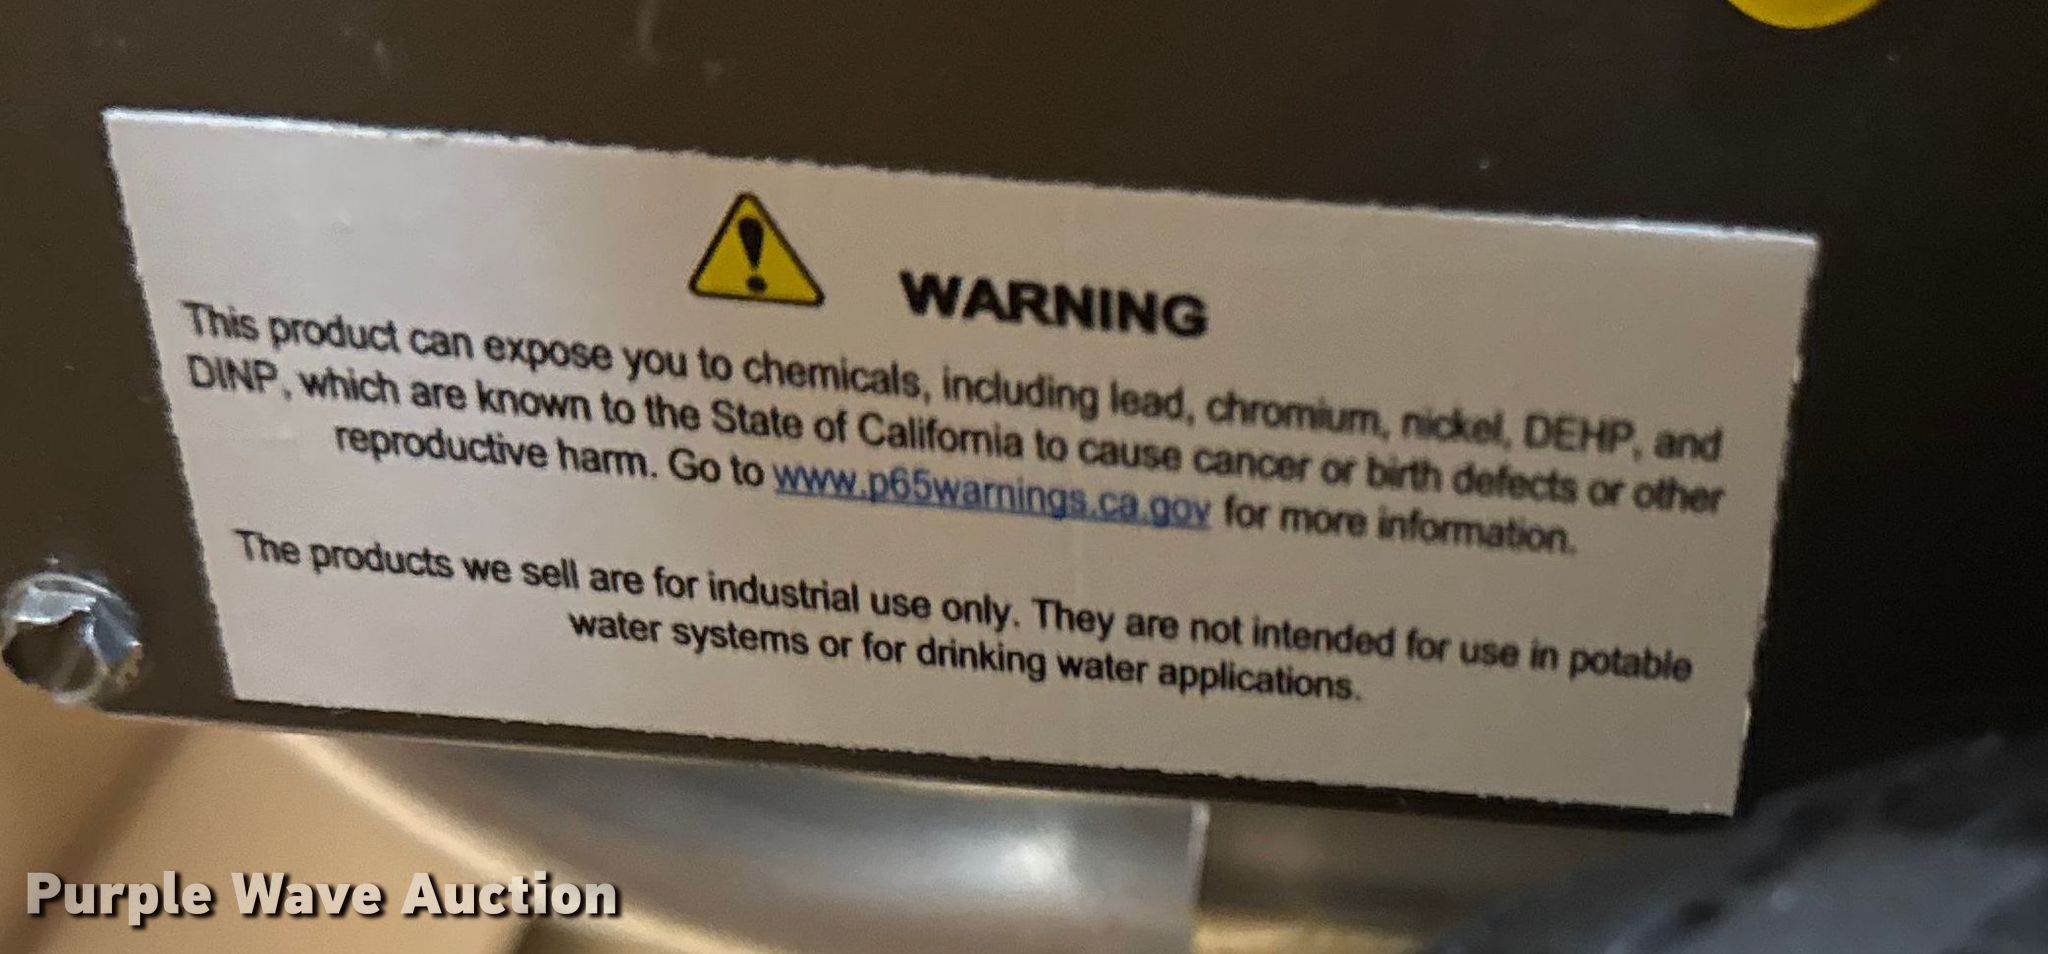 WARNING
This product can expose you to chemicals, including lead, chromium, nickel, DEHP, and
DINP, which are known to the State of California to cause cancer or birth defects or other
reproductive harm. Go to www.p65warnings.ca.gov for more information.
The products we sell are for industrial use only. They are not intended for use in potable
water systems or for drinking water applications.
Purple Wave Auction